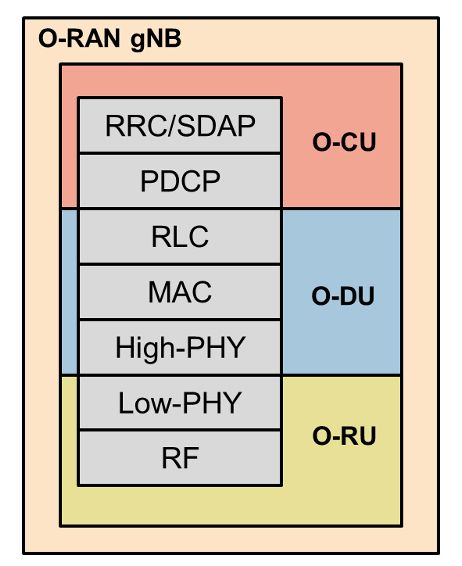 O-RAN gNB
RRC/SDAP
O-CU
PDCP
RLC
MAC
O-DU
High-PHY
Low-PHY
O-RU
RF